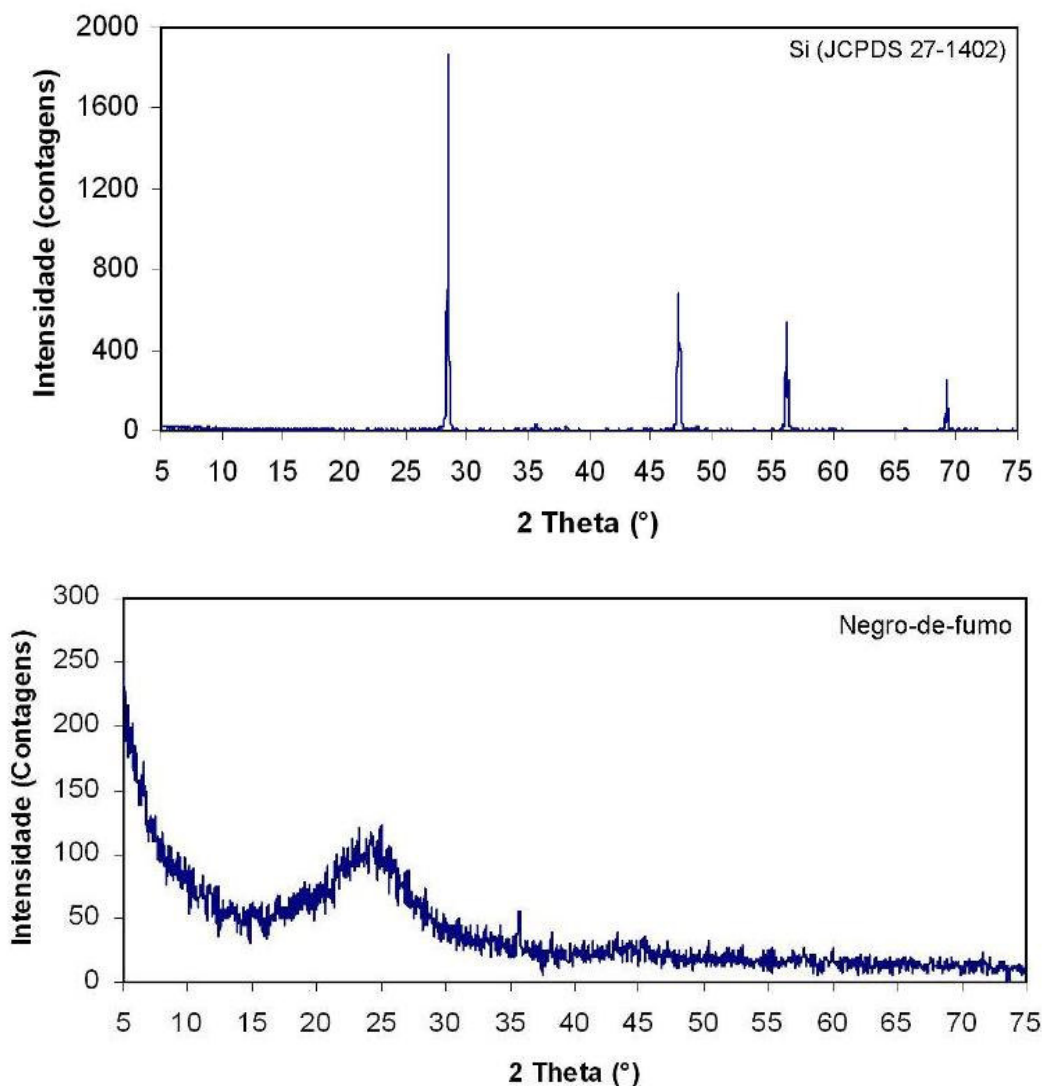 Si (JCPDS 27-1402)
Intensidade (contagens)
2000
1600
1200
800
400
0
5 10 15 20 25 30 35 40 45 50 55 60 65 70 75
2 Theta (°)
Negro-de-fumo
Intensidade (Contagens)
300
250
200
150
100
50
0
5 10 15 20 25 30 35 40 45 50 55 60 65 70 75
2 Theta (°)